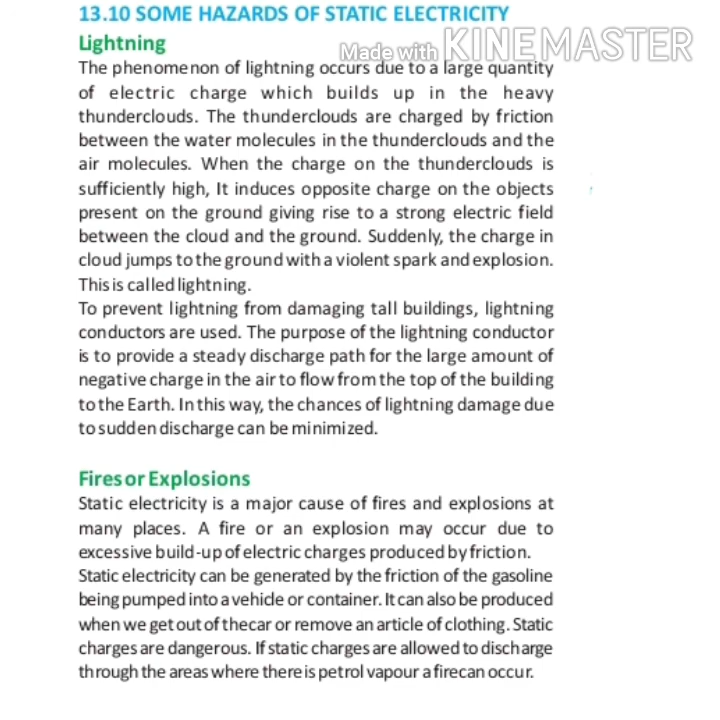 13.10 SOME HAZARDS OF STATIC ELECTRICITY
Lightning
Made with KINEMASTER
The phenomenon of lightning occurs due to a large quantity
of electric charge which builds up in the heavy
thunderclouds. The thunderclouds are charged by friction
between the water molecules in the thunderclouds and the
air molecules. When the charge on the thunderclouds is
sufficiently high, It induces opposite charge on the objects
present on the ground giving rise to a strong electric field
between the cloud and the ground. Suddenly, the charge in
cloud jumps to the ground with a violent spark and explosion.
This is called lightning.
To prevent lightning from damaging tall buildings, lightning
conductors are used. The purpose of the lightning conductor
is to provide a steady discharge path for the large amount of
negative charge in the air to flow from the top of the building
to the Earth. In this way, the chances of lightning damage due
to sudden discharge can be minimized.
Fires or Explosions
Static electricity is a major cause of fires and explosions at
many places. A fire or an explosion may occur due to
excessive build-up of electric charges produced by friction.
Static electricity can be generated by the friction of the gasoline
being pumped into a vehicle or container. It can also be produced
when we get out of thecar or remove an article of clothing. Static
charges are dangerous. If static charges are allowed to discharge
through the areas where there is petrol vapour a fire can occur.